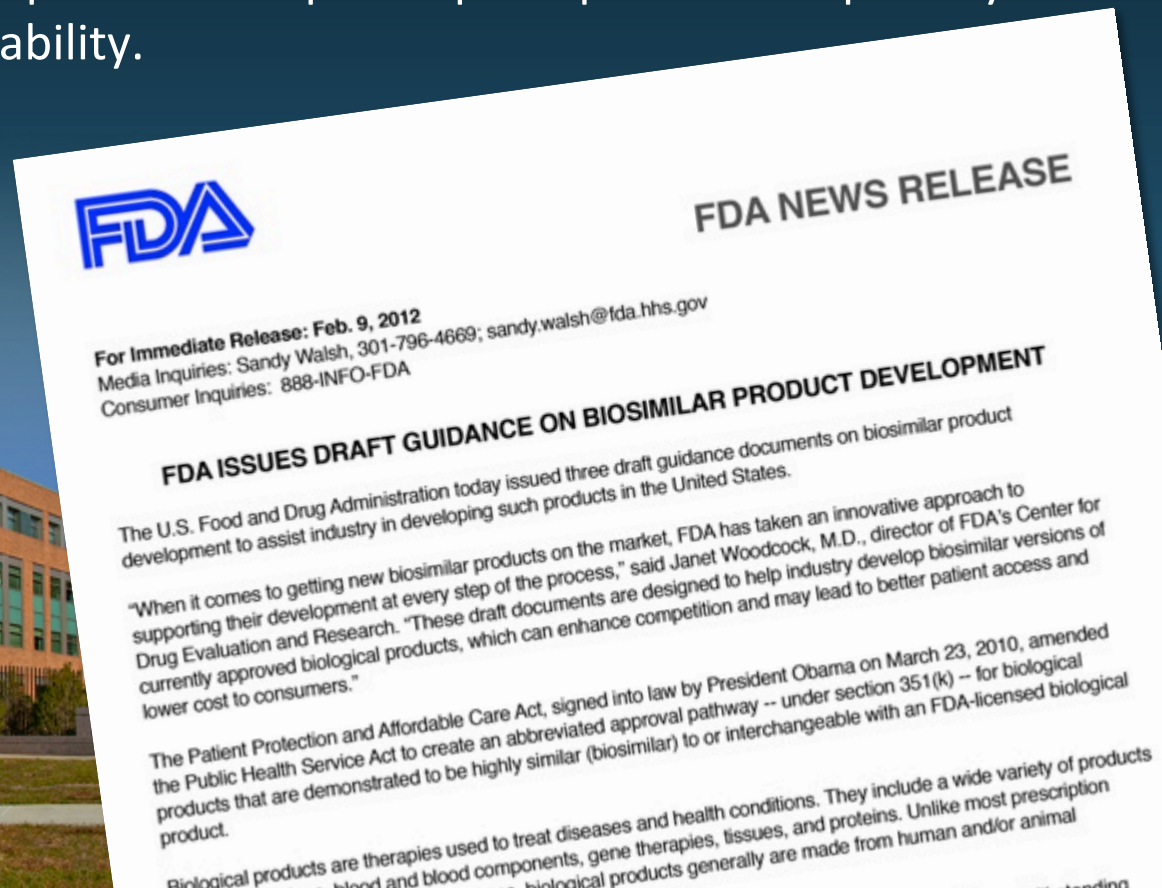 ability.
FDA
FDA NEWS RELEASE
For Immediate Release: Feb. 9, 2012
Media Inquiries: Sandy Walsh, 301-796-4669; sandy.walsh@fda.hhs.gov
Consumer Inquiries: 888-INFO-FDA
FDA ISSUES DRAFT GUIDANCE ON BIOSIMILAR PRODUCT DEVELOPMENT
The U.S. Food and Drug Administration today issued three draft guidance documents on biosimilar product
development to assist industry in developing such products in the United States.
“When it comes to getting new biosimilar products on the market, FDA has taken an innovative approach to
supporting their development at every step of the process,” said Janet Woodcock, M.D., director of FDA’s Center for
Drug Evaluation and Research. “These draft documents are designed to help industry develop biosimilar versions of
currently approved biological products, which can enhance competition and may lead to better patient access and
lower cost to consumers.”
The Patient Protection and Affordable Care Act, signed into law by President Obama on March 23, 2010, amended
the Public Health Service Act to create an abbreviated approval pathway -- under section 351(k) -- for biological
products that are demonstrated to be highly similar (biosimilar) to or interchangeable with an FDA-licensed biological
product.
Biological products are therapies used to treat diseases and health conditions. They include a wide variety of products
blood and blood components, gene therapies, tissues, and proteins. Unlike most prescription
biological products generally are made from human and/or animal